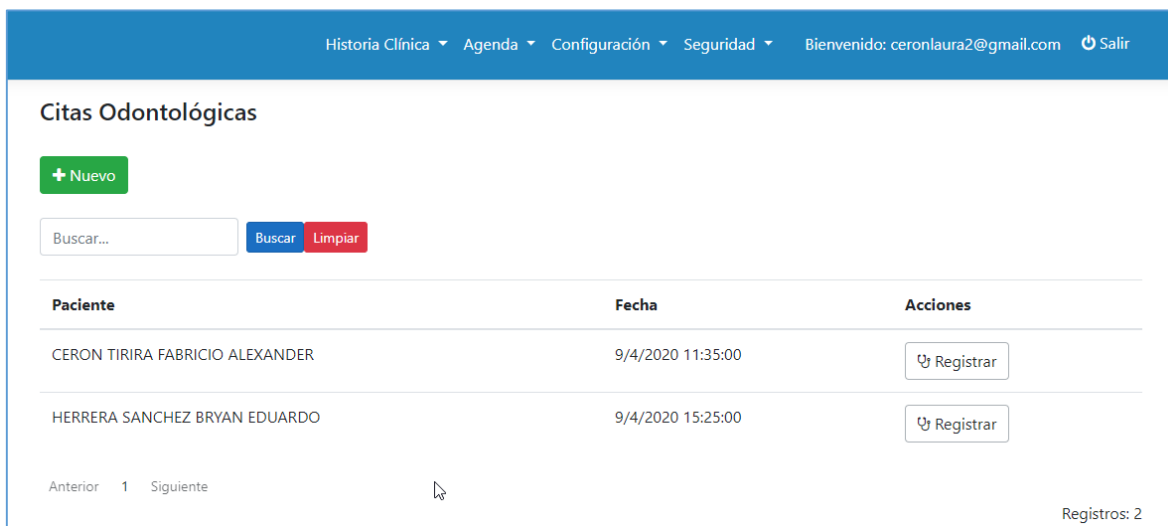 Historia Clínica Agenda Configuración Seguridad Bienvenido: ceronlaura2@gmail.com Salir
Citas Odontológicas
+ Nuevo
Buscar... Buscar Limpiar
Paciente Fecha Acciones
CERON TIRIRA FABRICIO ALEXANDER 9/4/2020 11:35:00 Registrar
HERRERA SANCHEZ BRYAN EDUARDO 9/4/2020 15:25:00 Registrar
Anterior 1 Siguiente
Registros: 2